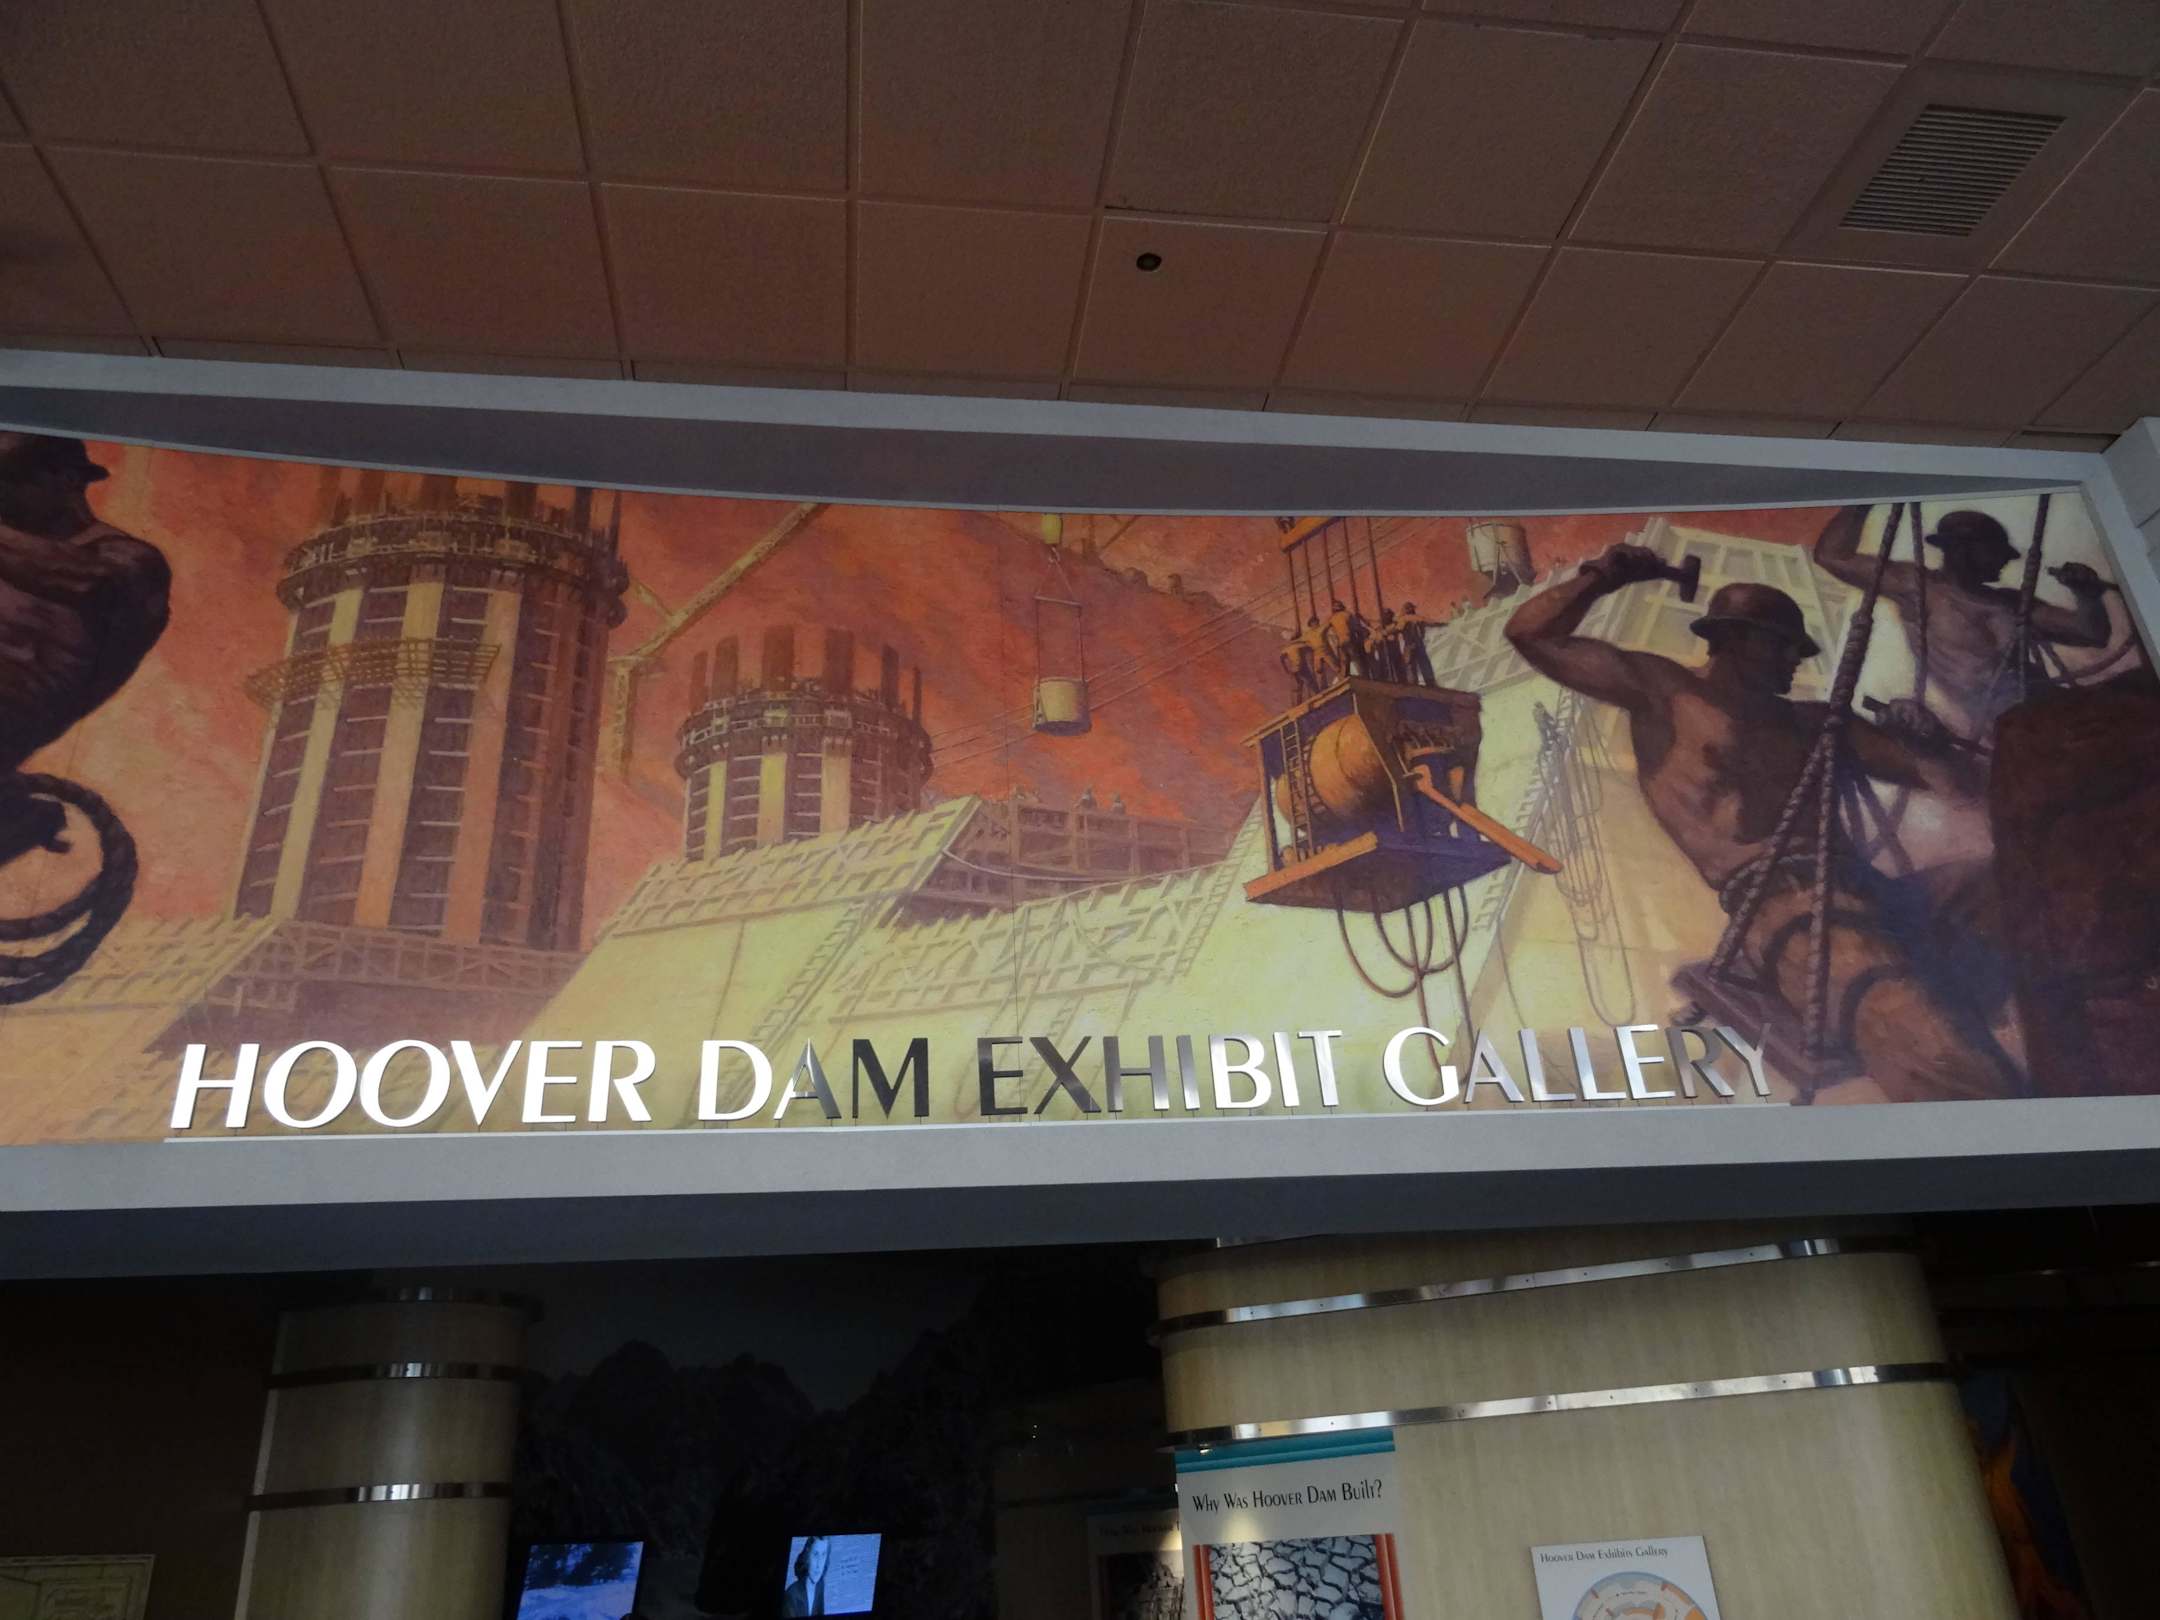 HOOVER DAM EXHIBIT GALLERY
Why Was Hoover Dam Built?
Hoover Dam Exhibits Gallery